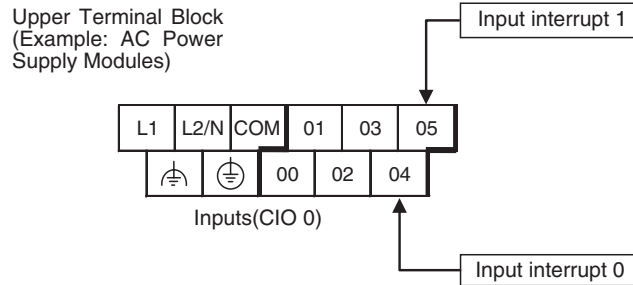 Upper Terminal Block
(Example: AC Power
Supply Modules)
Input interrupt 1
L1 L2/N COM 01 03 05
00 02 04
Inputs(CIO 0)
Input interrupt 0